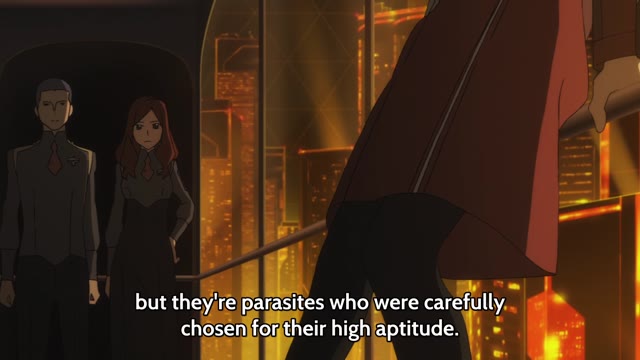 but they're parasites who were carefully
chosen for their high aptitude.